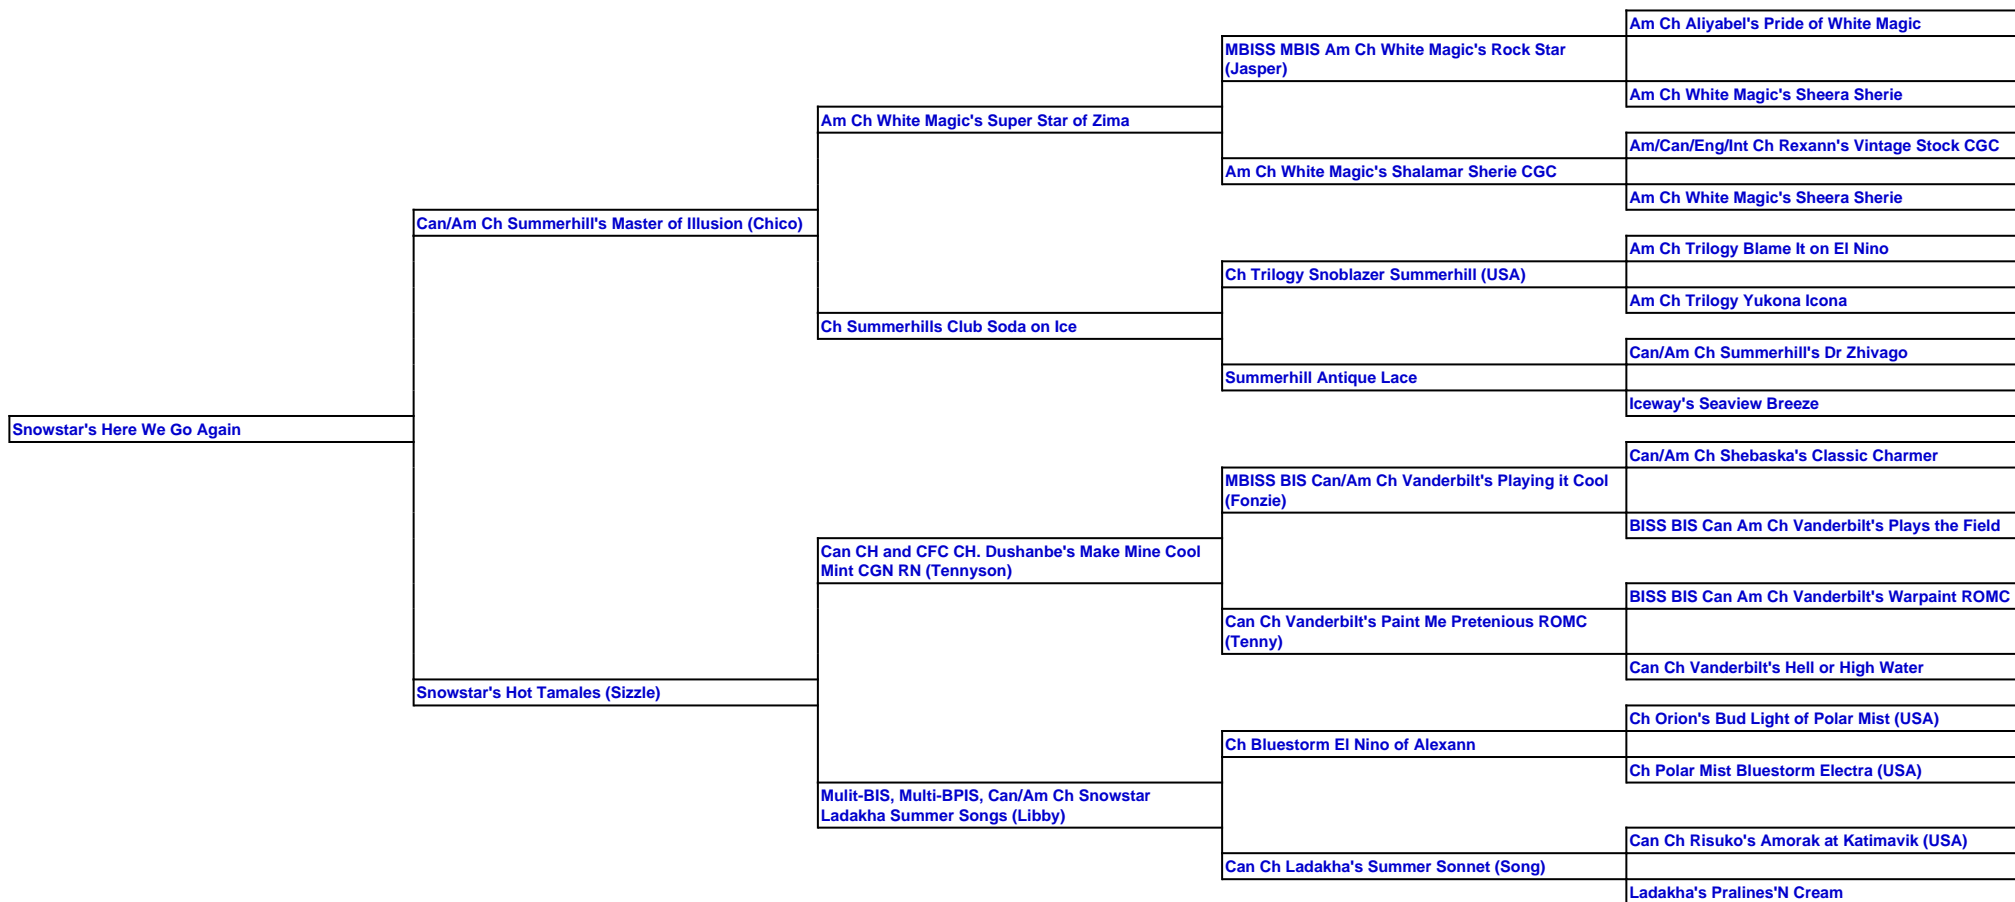 Am Ch Aliyabel's Pride of White Magic
MBISS MBIS Am Ch White Magic's Rock Star
(Jasper)
Am Ch White Magic's Sheera Sherie
Am Ch White Magic's Super Star of Zima
Am/Can/Eng/Int Ch Rexann's Vintage Stock CGC
Am Ch White Magic's Shalamar Sherie CGC
Am Ch White Magic's Sheera Sherie
Can/Am Ch Summerhill's Master of Illusion (Chico)
Am Ch Trilogy Blame It on El Nino
Ch Trilogy Snoblazer Summerhill (USA)
Am Ch Trilogy Yukona Icona
Ch Summerhills Club Soda on Ice
Can/Am Ch Summerhill's Dr Zhivago
Summerhill Antique Lace
Iceway's Seaview Breeze
Snowstar's Here We Go Again
Can/Am Ch Shebaska's Classic Charmer
MBISS BIS Can/Am Ch Vanderbilt's Playing it Cool
(Fonzie)
BISS BIS Can Am Ch Vanderbilt's Plays the Field
Can CH and CFC CH. Dushanbe's Make Mine Cool
Mint CGN RN (Tennyson)
BISS BIS Can Am Ch Vanderbilt's Warpaint ROMC
Can Ch Vanderbilt's Paint Me Pretenious ROMC
(Tenny)
Can Ch Vanderbilt's Hell or High Water
Snowstar's Hot Tamales (Sizzle)
Ch Orion's Bud Light of Polar Mist (USA)
Ch Bluestorm El Nino of Alexann
Ch Polar Mist Bluestorm Electra (USA)
Mulit-BIS, Multi-BPIS, Can/Am Ch Snowstar
Ladakha Summer Songs (Libby)
Can Ch Risuko's Amorak at Katimavik (USA)
Can Ch Ladakha's Summer Sonnet (Song)
Ladakha's Pralines'N Cream